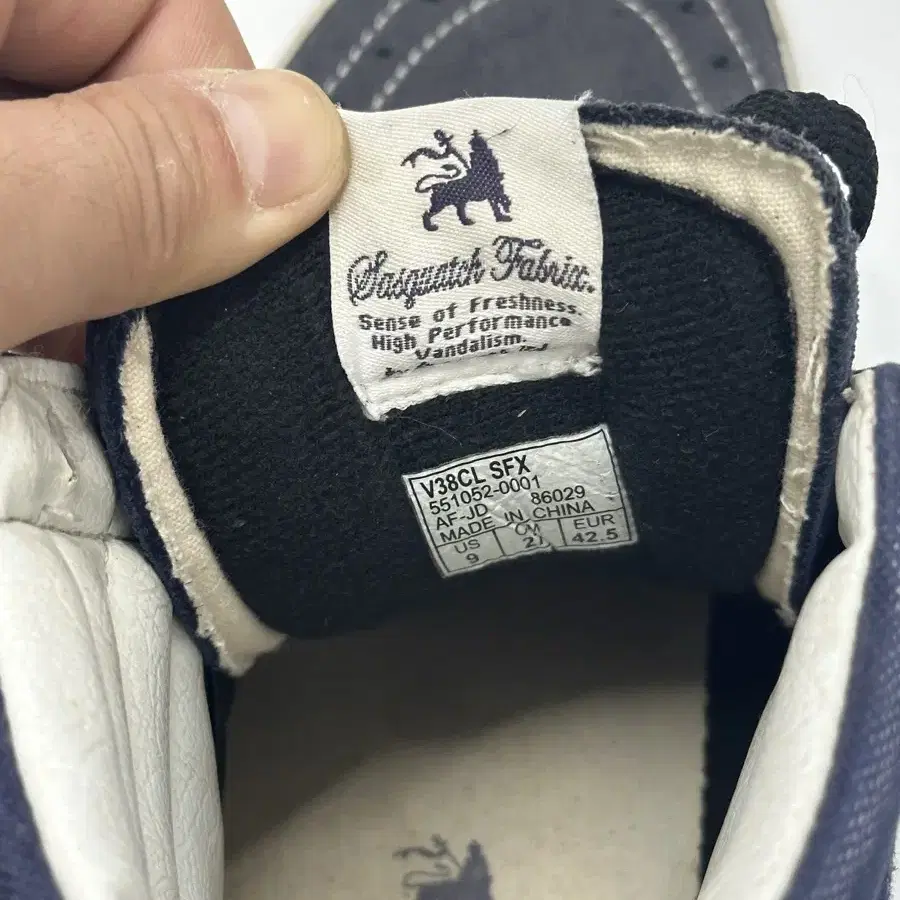 Sasquatch Fabrix.
Sense of Freshness.
High Performance
Vandalism.
V38CL SFX
551052-0001
AF-JD 86029
MADE IN CHINA
US CM EUR
9 27 42.5